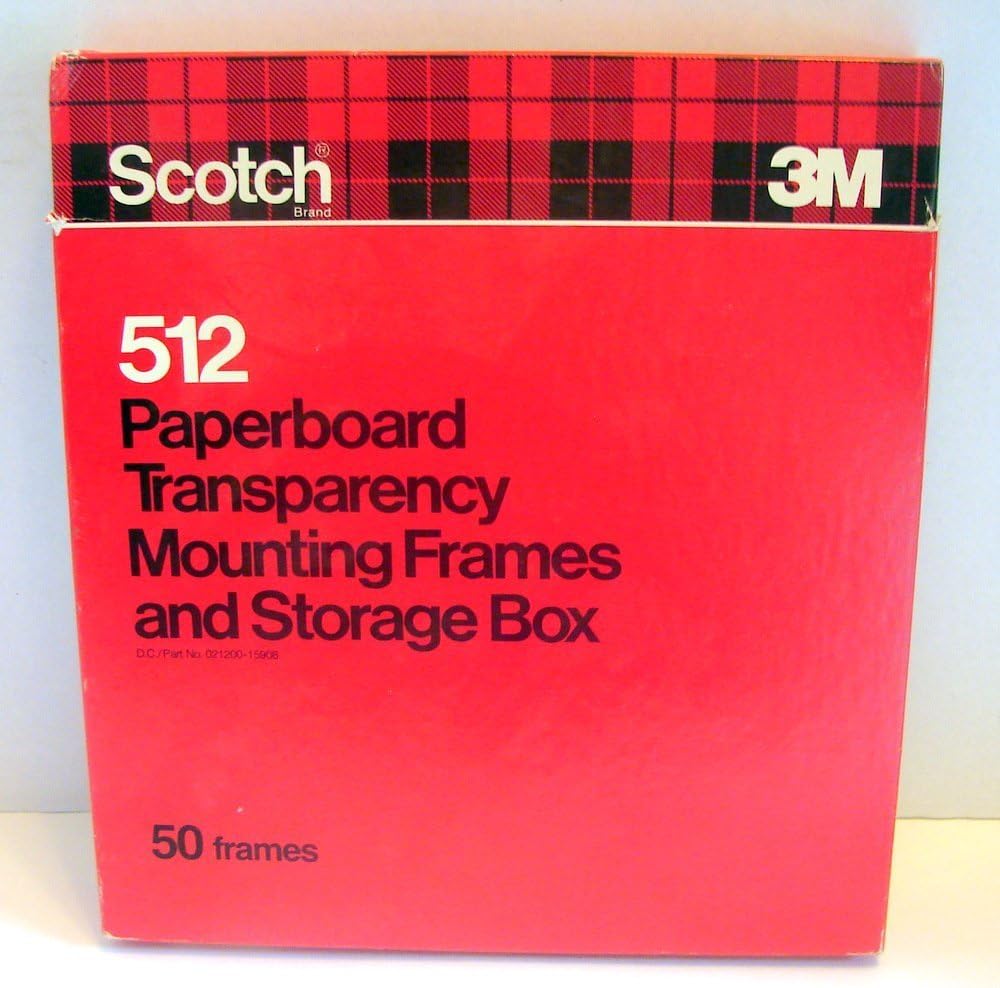 Scotch®
Brand
3M
512
Paperboard
Transparency
Mounting Frames
and Storage Box
D.C./Part No. 021200-15908
50 frames